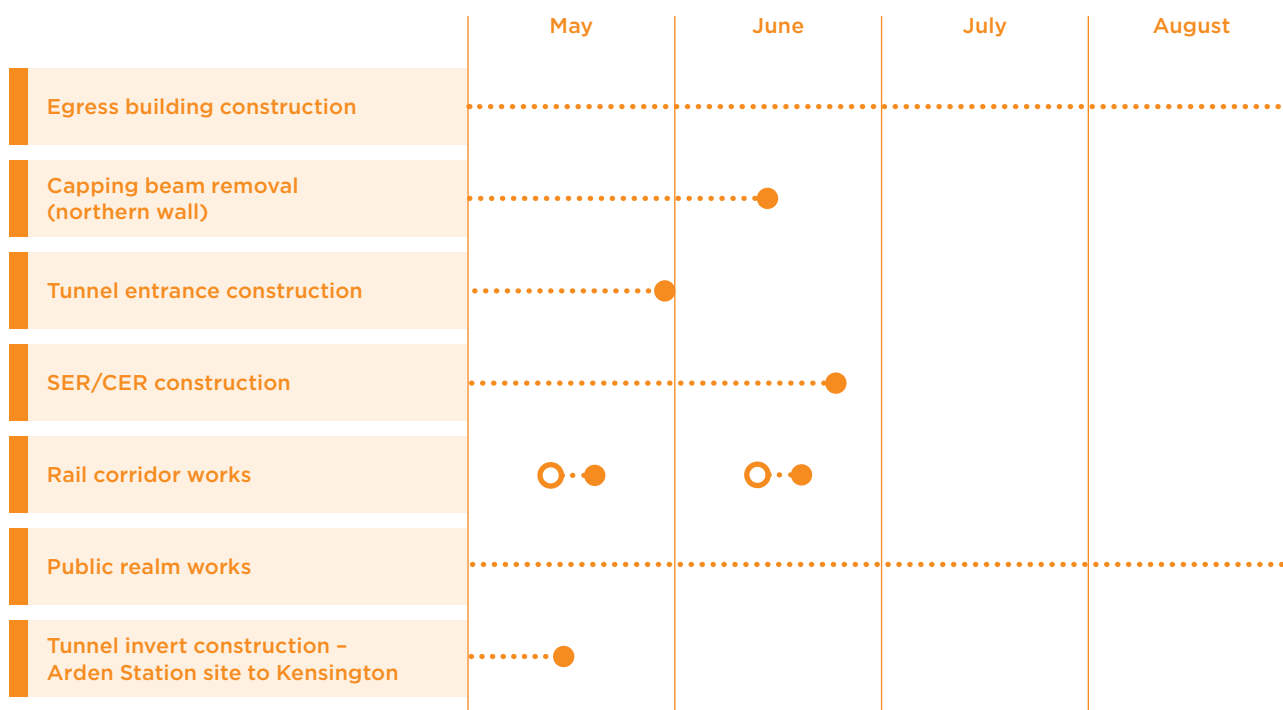 May June July August
Egress building construction
Capping beam removal
(northern wall)
Tunnel entrance construction
SER/CER construction
Rail corridor works
Public realm works
Tunnel invert construction –
Arden Station site to Kensington